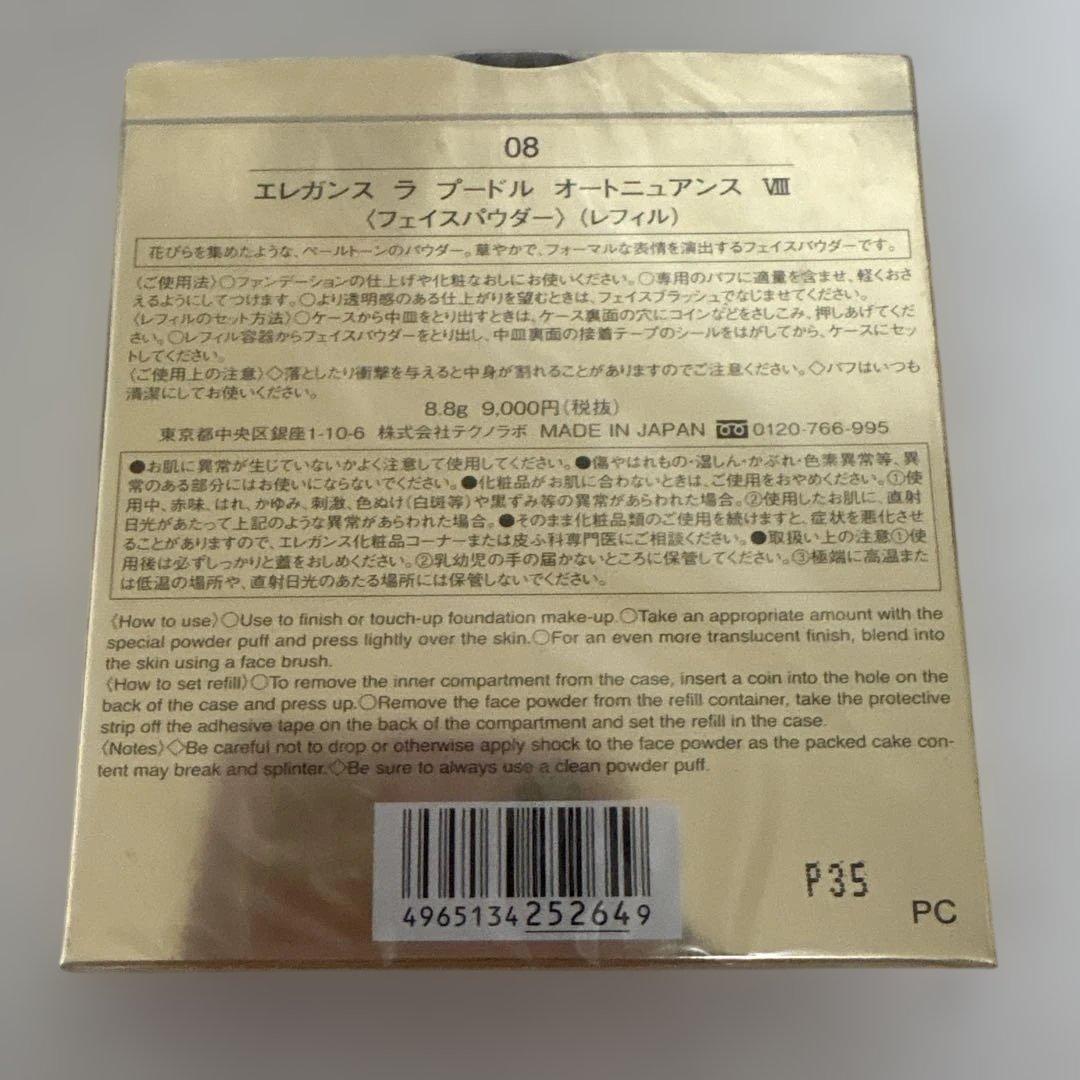 08
エレガンス ラ プードル オートニュアンス Ⅷ
〈フェイスパウダー〉(レフィル)
花びらを集めたような、ペールトーンのパウダー。華やかで、フォーマルな表情を演出するフェイスパウダーです。
〈ご使用法〉○ファンデーションの仕上げや化粧なおしにお使いください。○専用のパフに適量を含ませ、軽くおさ
えるようにしてつけます。○より透明感のある仕上がりを望むときは、フェイスブラッシュでなじませてください。
〈レフィルのセット方法〉○ケースから中皿をとり出すときは、ケース裏面の穴にコインなどをさしこみ、押しあげてくだ
さい。○レフィル容器からフェイスパウダーをとり出し、中皿裏面の接着テープのシールをはがしてから、ケースにセッ
トしてください。
〈ご使用上の注意〉◇落としたり衝撃を与えると中身が割れることがありますのでご注意ください。◇パフはいつも
清潔にしてお使いください。
8.8g 9,000円(税抜)
東京都中央区銀座1-10-6 株式会社テクノラボ MADE IN JAPAN 0120-766-995
●お肌に異常が生じていないかよく注意して使用してください。●傷やはれもの・湿しん・かぶれ・色素異常等、異
常のある部分にはお使いにならないでください。●化粧品がお肌に合わないときは、ご使用をおやめください。①使
用中、赤味、はれ、かゆみ、刺激、色ぬけ(白斑等)や黒ずみ等の異常があらわれた場合。②使用したお肌に、直射
日光があたって上記のような異常があらわれた場合。●そのまま化粧品類のご使用を続けますと、症状を悪化させ
ることがありますので、エレガンス化粧品コーナーまたは皮ふ科専門医にご相談ください。●取扱い上の注意①使
用後は必ずしっかりと蓋をおしめください。②乳幼児の手の届かないところに保管してください。③極端に高温また
は低温の場所や、直射日光のあたる場所には保管しないでください。
〈How to use〉○Use to finish or touch-up foundation make-up.○Take an appropriate amount with the
special powder puff and press lightly over the skin.○For an even more translucent finish, blend into
the skin using a face brush.
〈How to set refill〉○To remove the inner compartment from the case, insert a coin into the hole on the
back of the case and press up.○Remove the face powder from the refill container, take the protective
strip off the adhesive tape on the back of the compartment and set the refill in the case.
〈Notes〉◇Be careful not to drop or otherwise apply shock to the face powder as the packed cake con-
tent may break and splinter.◇Be sure to always use a clean powder puff.
4965134252649
P35
PC